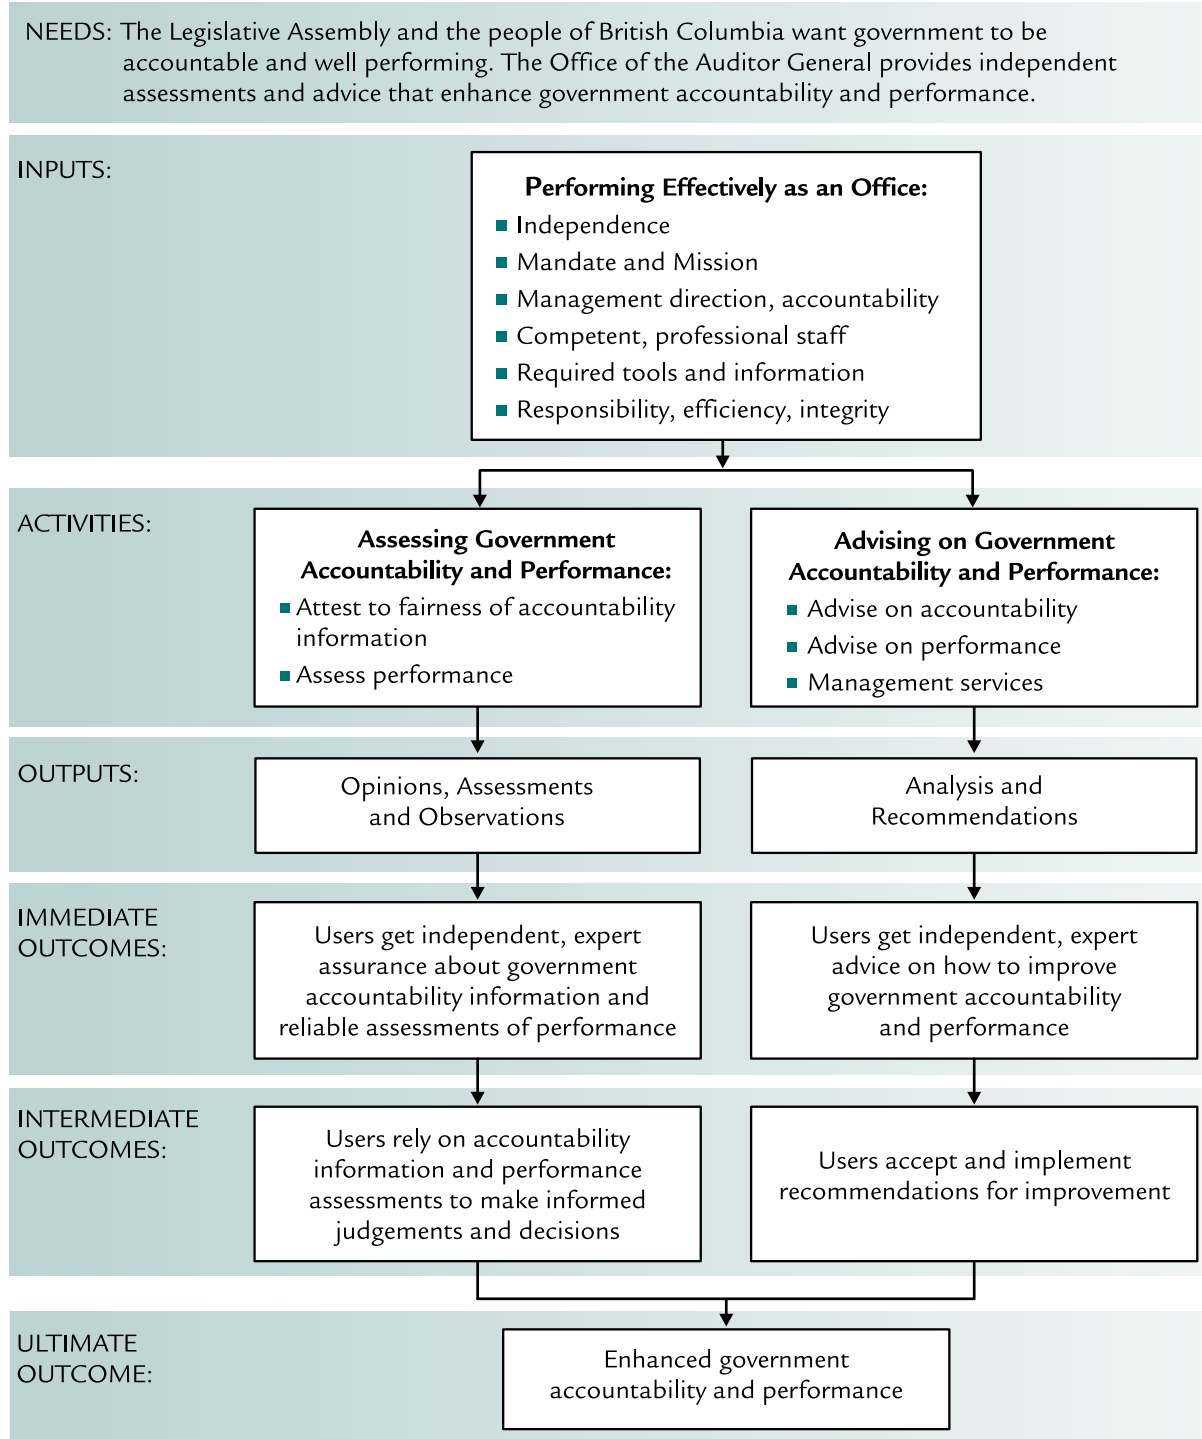 NEEDS: The Legislative Assembly and the people of British Columbia want government to be
accountable and well performing. The Office of the Auditor General provides independent
assessments and advice that enhance government accountability and performance.
INPUTS:
Performing Effectively as an Office:
Independence
Mandate and Mission
Management direction, accountability
Competent, professional staff
Required tools and information
Responsibility, efficiency, integrity
ACTIVITIES:
Assessing Government
Accountability and Performance:
Attest to fairness of accountability
information
Assess performance
Advising on Government
Accountability and Performance:
Advise on accountability
Advise on performance
Management services
OUTPUTS:
Opinions, Assessments
and Observations
Analysis and
Recommendations
IMMEDIATE
OUTCOMES:
Users get independent, expert
assurance about government
accountability information and
reliable assessments of performance
Users get independent, expert
advice on how to improve
government accountability
and performance
INTERMEDIATE
OUTCOMES:
Users rely on accountability
information and performance
assessments to make informed
judgements and decisions
Users accept and implement
recommendations for improvement
ULTIMATE
OUTCOME:
Enhanced government
accountability and performance